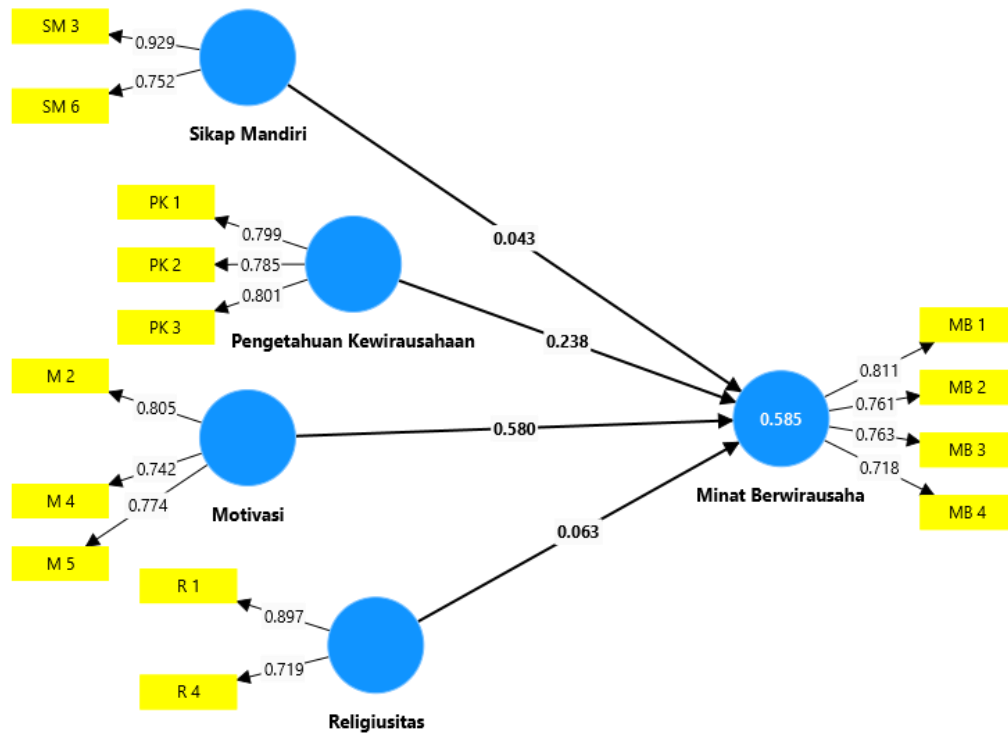 SM 3
0.929
0.752
SM 6
Sikap Mandiri
0.043
PK 1
0.799
PK 2
0.785
0.801
PK 3
Pengetahuan Kewirausahaan
0.238
M 2
0.805
0.742
M 4
0.774
M 5
Motivasi
0.580
R 1
0.897
0.719
R 4
Religiusitas
0.063
0.585
Minat Berwirausaha
MB 1
0.811
MB 2
0.761
0.763
MB 3
0.718
MB 4